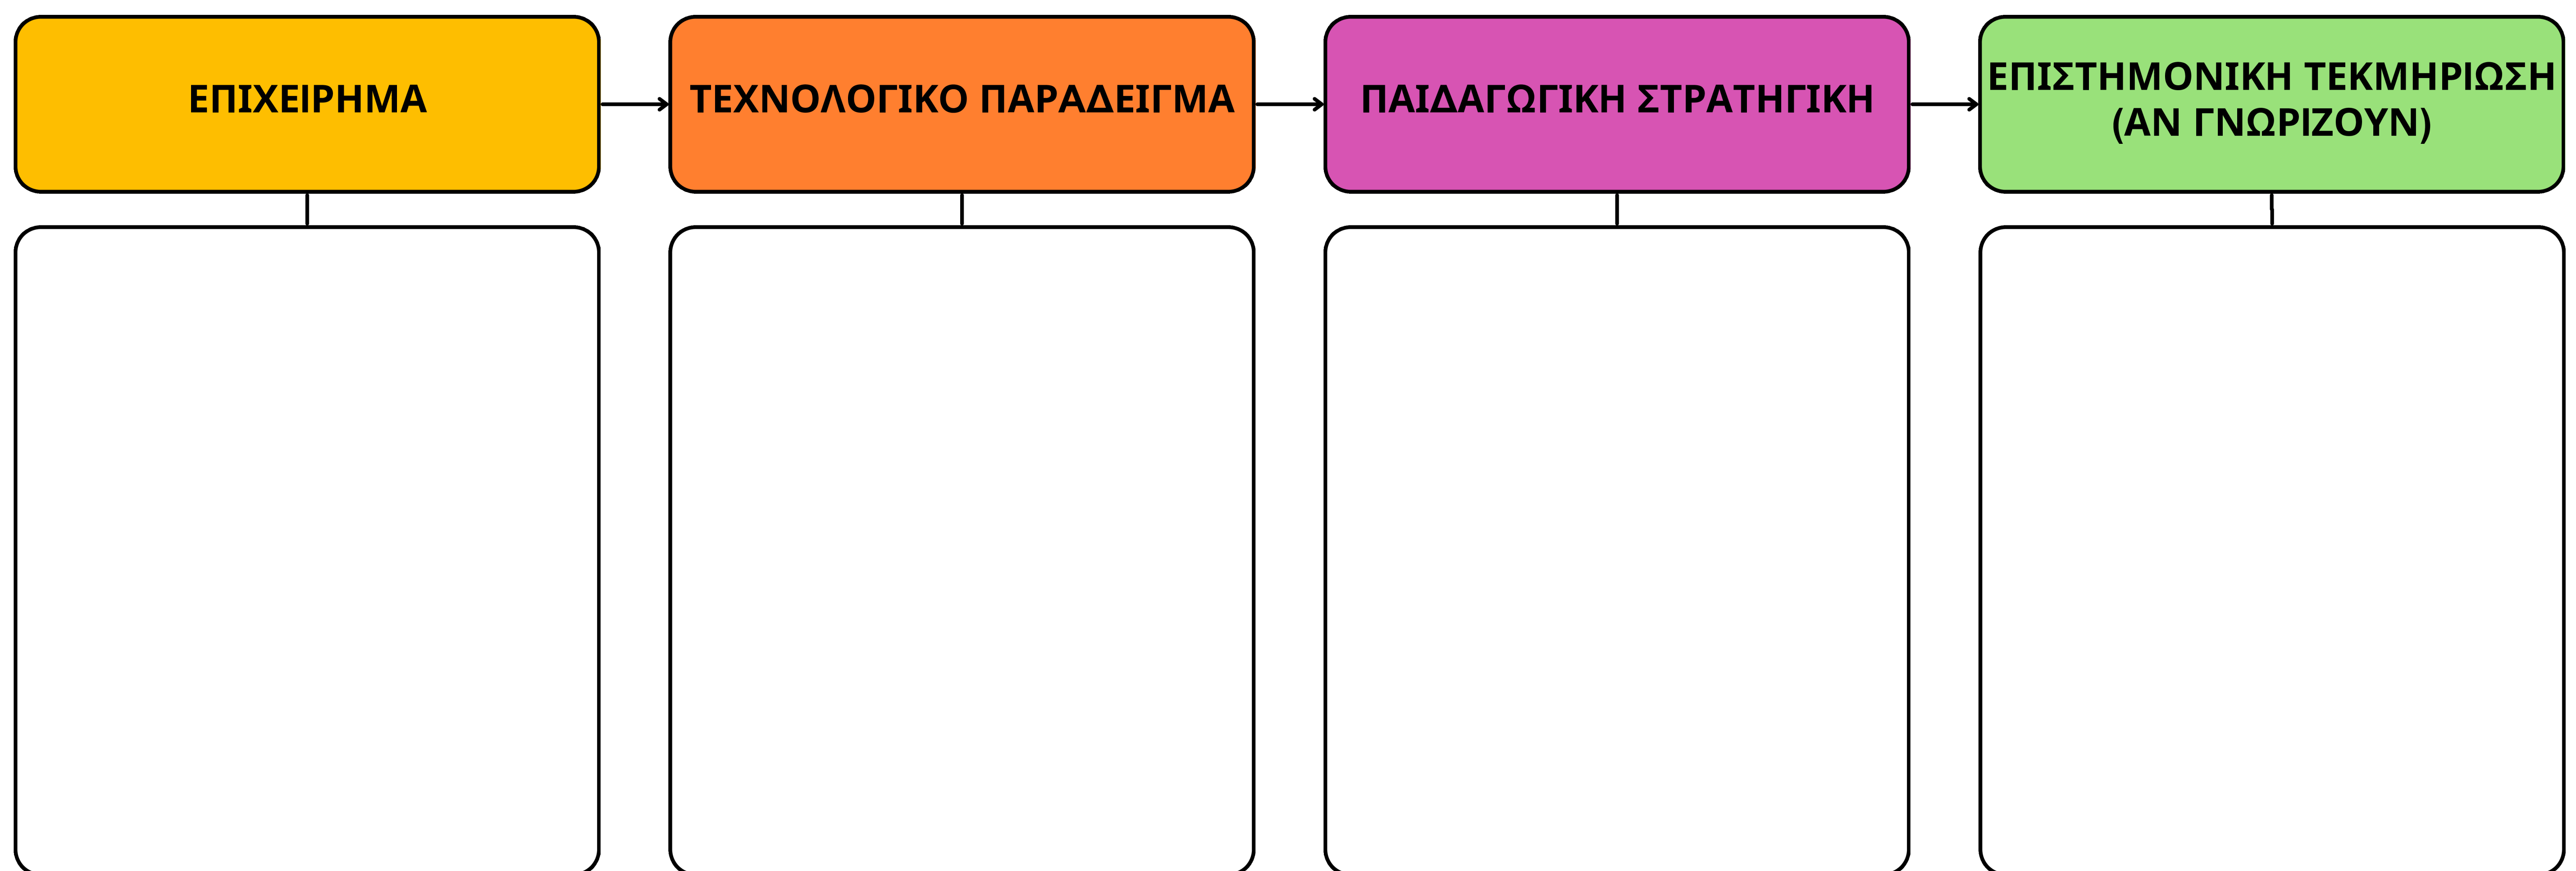 ΕΠΙΧΕΙΡΗΜΑ
ΤΕΧΝΟΛΟΓΙΚΟ ΠΑΡΑΔΕΙΓΜΑ
ΠΑΙΔΑΓΩΓΙΚΗ ΣΤΡΑΤΗΓΙΚΗ
ΕΠΙΣΤΗΜΟΝΙΚΗ ΤΕΚΜΗΡΙΩΣΗ
(ΑΝ ΓΝΩΡΙΖΟΥΝ)